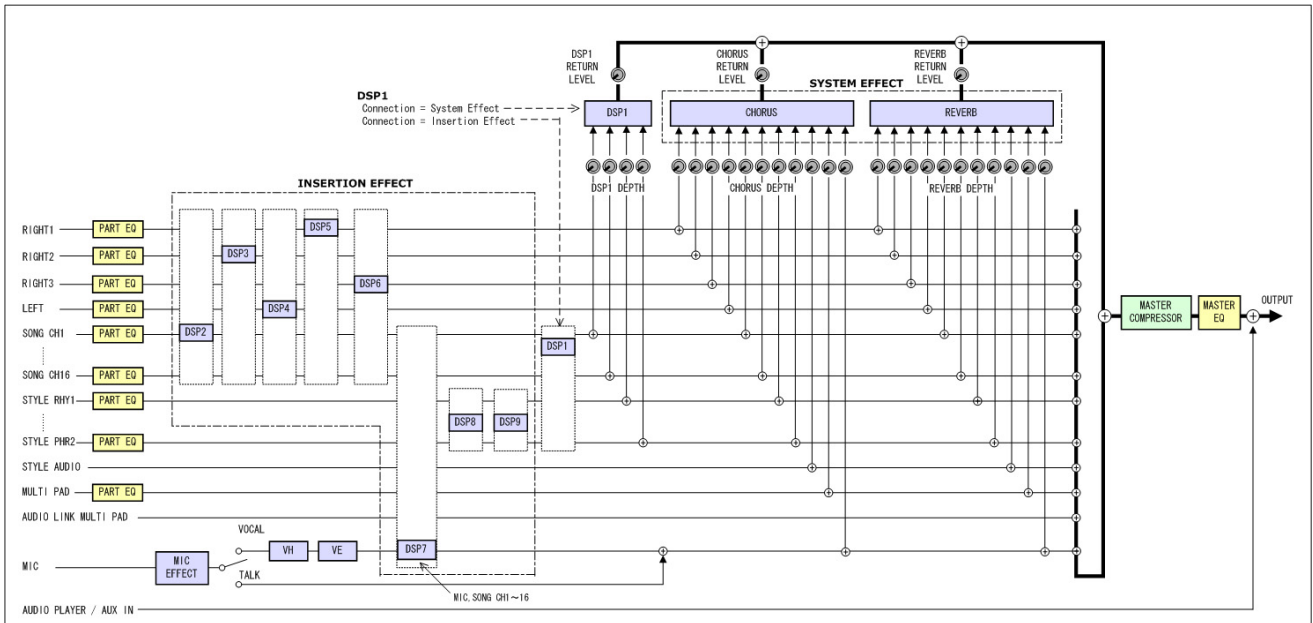 DSP1
RETURN
LEVEL
CHORUS
RETURN
LEVEL
REVERB
RETURN
LEVEL
SYSTEM EFFECT
DSP1
Connection = System Effect
Connection = Insertion Effect
DSP1
CHORUS
REVERB
DSP1 DEPTH
CHORUS DEPTH
REVERB DEPTH
INSERTION EFFECT
RIGHT1
PART EQ
DSP5
RIGHT2
PART EQ
DSP3
RIGHT3
PART EQ
DSP6
LEFT
PART EQ
DSP4
SONG CH1
PART EQ
DSP2
DSP1
SONG CH16
PART EQ
STYLE RHY1
PART EQ
DSP8
DSP9
STYLE PHR2
PART EQ
STYLE AUDIO
MULTI PAD
PART EQ
AUDIO LINK MULTI PAD
MASTER
COMPRESSOR
MASTER
EQ
OUTPUT
VOCAL
VH
VE
DSP7
MIC
MIC
EFFECT
TALK
MIC, SONG CH1～16
AUDIO PLAYER / AUX IN